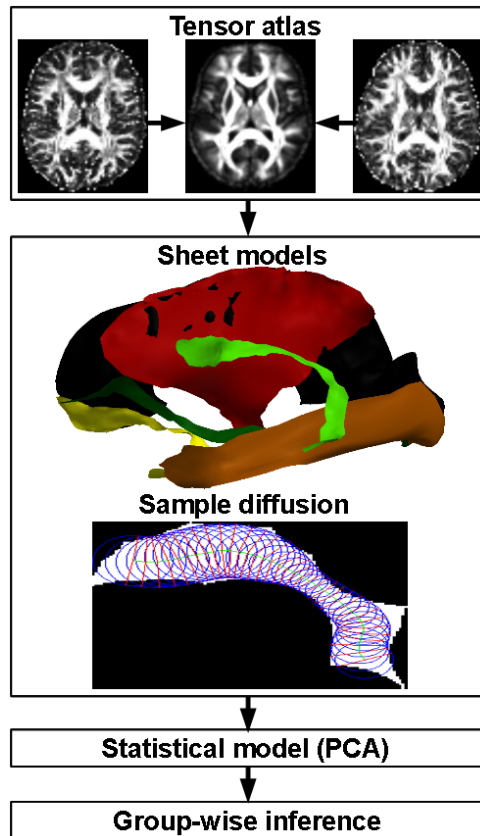 Tensor atlas
Sheet models
Sample diffusion
Statistical model (PCA)
Group-wise inference